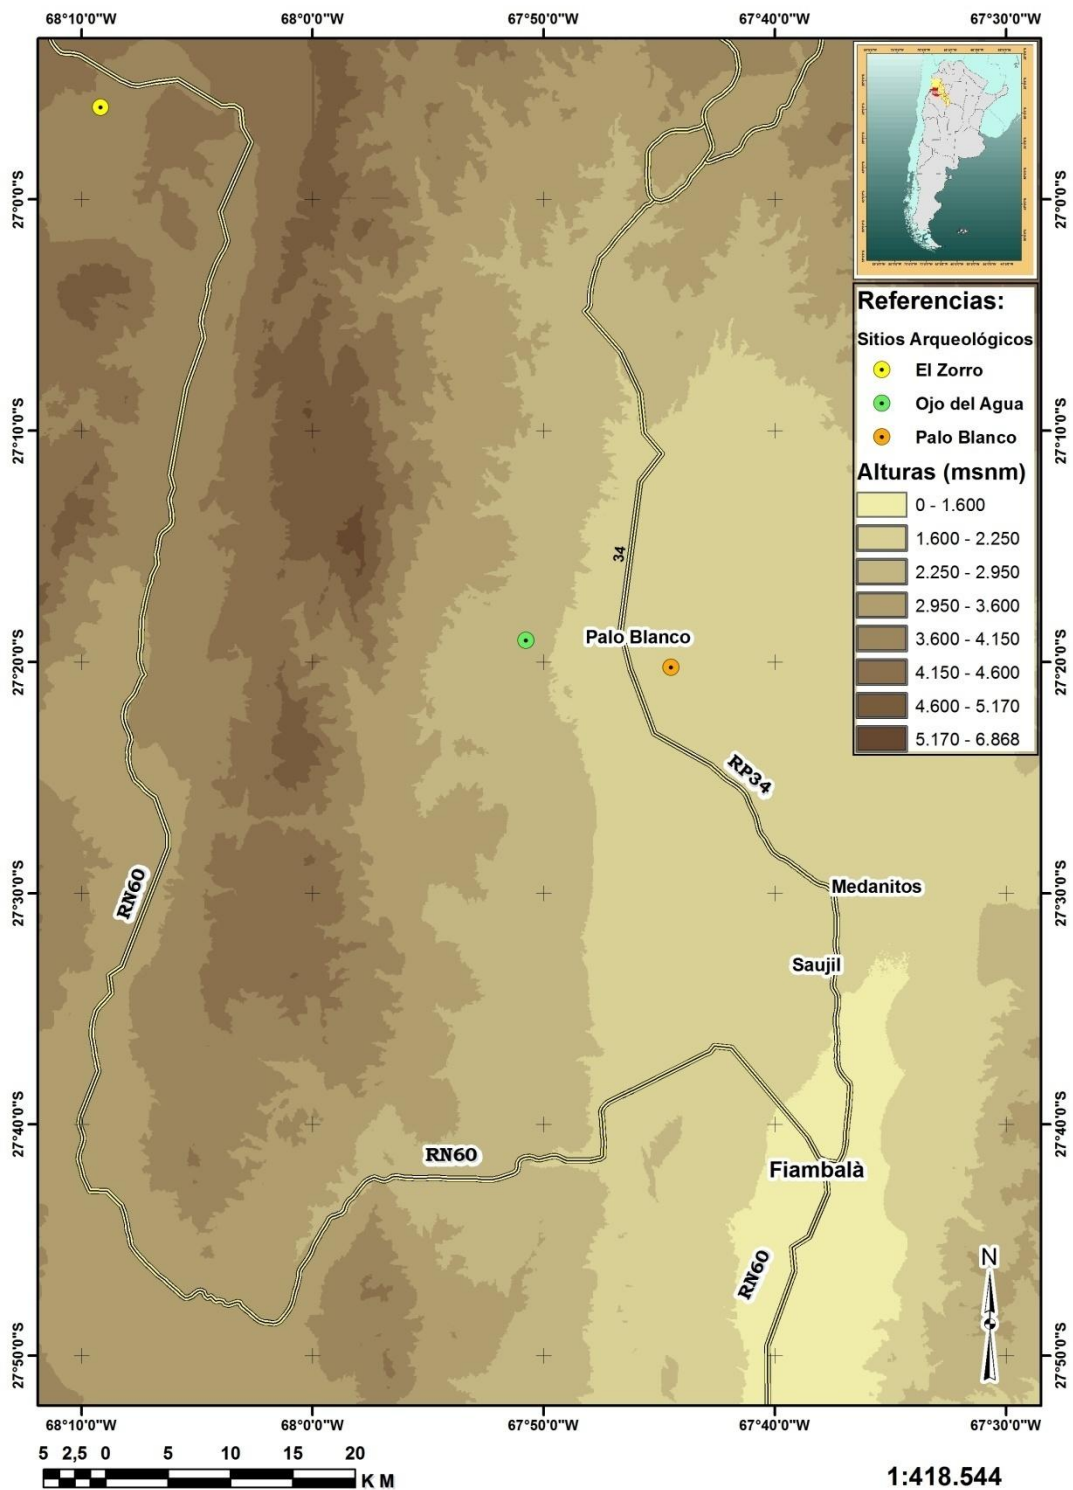 68°10'0"W 68°0'0"W 67°50'0"W 67°40'0"W 67°30'0"W
27°0'0"S 27°0'0"S
27°10'0"S 27°10'0"S
27°20'0"S 27°20'0"S
27°30'0"S 27°30'0"S
27°40'0"S 27°40'0"S
27°50'0"S 27°50'0"S
Referencias:
Sitios Arqueológicos
El Zorro
Ojo del Agua
Palo Blanco
Alturas (msnm)
0 - 1.600
1.600 - 2.250
2.250 - 2.950
2.950 - 3.600
3.600 - 4.150
4.150 - 4.600
4.600 - 5.170
5.170 - 6.868
34
Palo Blanco
RP34
RN60
Medanitos
Saujil
RN60
Fiambalà
RN60
N
68°10'0"W 68°0'0"W 67°50'0"W 67°40'0"W 67°30'0"W
5 2,5 0 5 10 15 20
KM
1:418.544